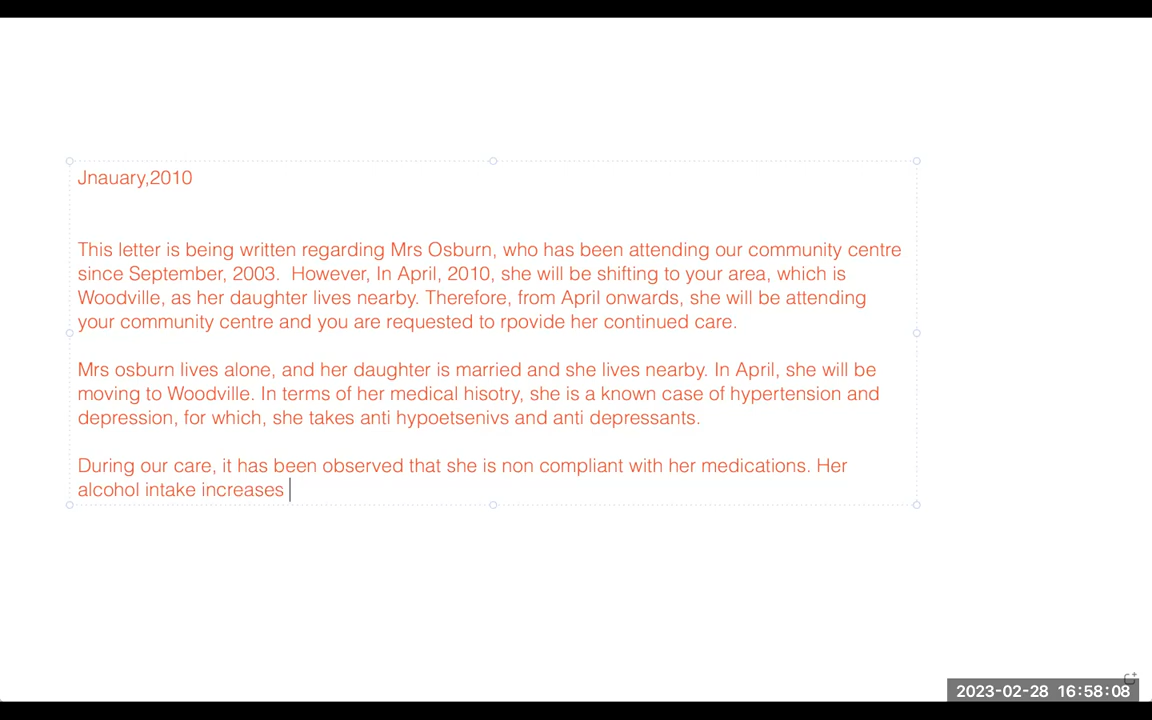 Jnauary,2010
This letter is being written regarding Mrs Osburn, who has been attending our community centre
since September, 2003.  However, In April, 2010, she will be shifting to your area, which is
Woodville, as her daughter lives nearby. Therefore, from April onwards, she will be attending
your community centre and you are requested to rpovide her continued care.
Mrs osburn lives alone, and her daughter is married and she lives nearby. In April, she will be
moving to Woodville. In terms of her medical hisotry, she is a known case of hypertension and
depression, for which, she takes anti hypoetsenivs and anti depressants.
During our care, it has been observed that she is non compliant with her medications. Her
alcohol intake increases
2023-02-28 16:58:08